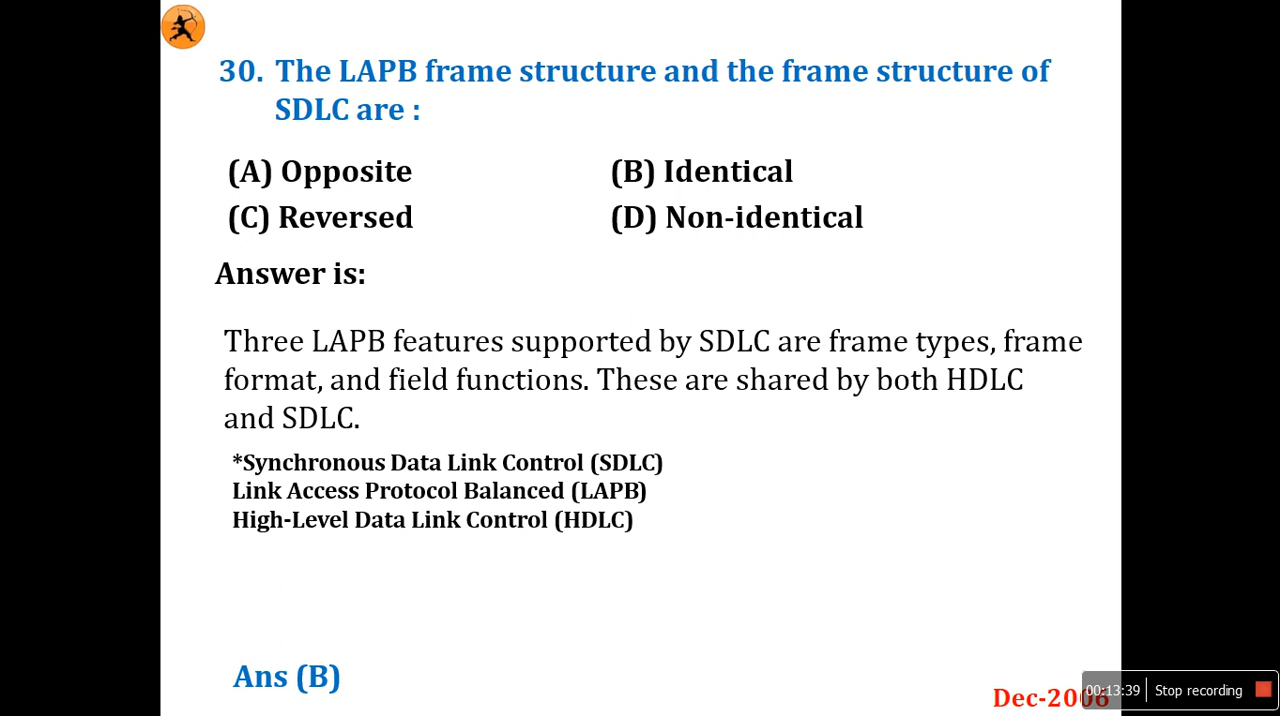 30. The LAPB frame structure and the frame structure of
SDLC are :
(A) Opposite (B) Identical
(C) Reversed (D) Non-identical
Answer is:
Three LAPB features supported by SDLC are frame types, frame
format, and field functions. These are shared by both HDLC
and SDLC.
*Synchronous Data Link Control (SDLC)
Link Access Protocol Balanced (LAPB)
High-Level Data Link Control (HDLC)
Ans (B)
Dec-2006
00:13:39 Stop recording